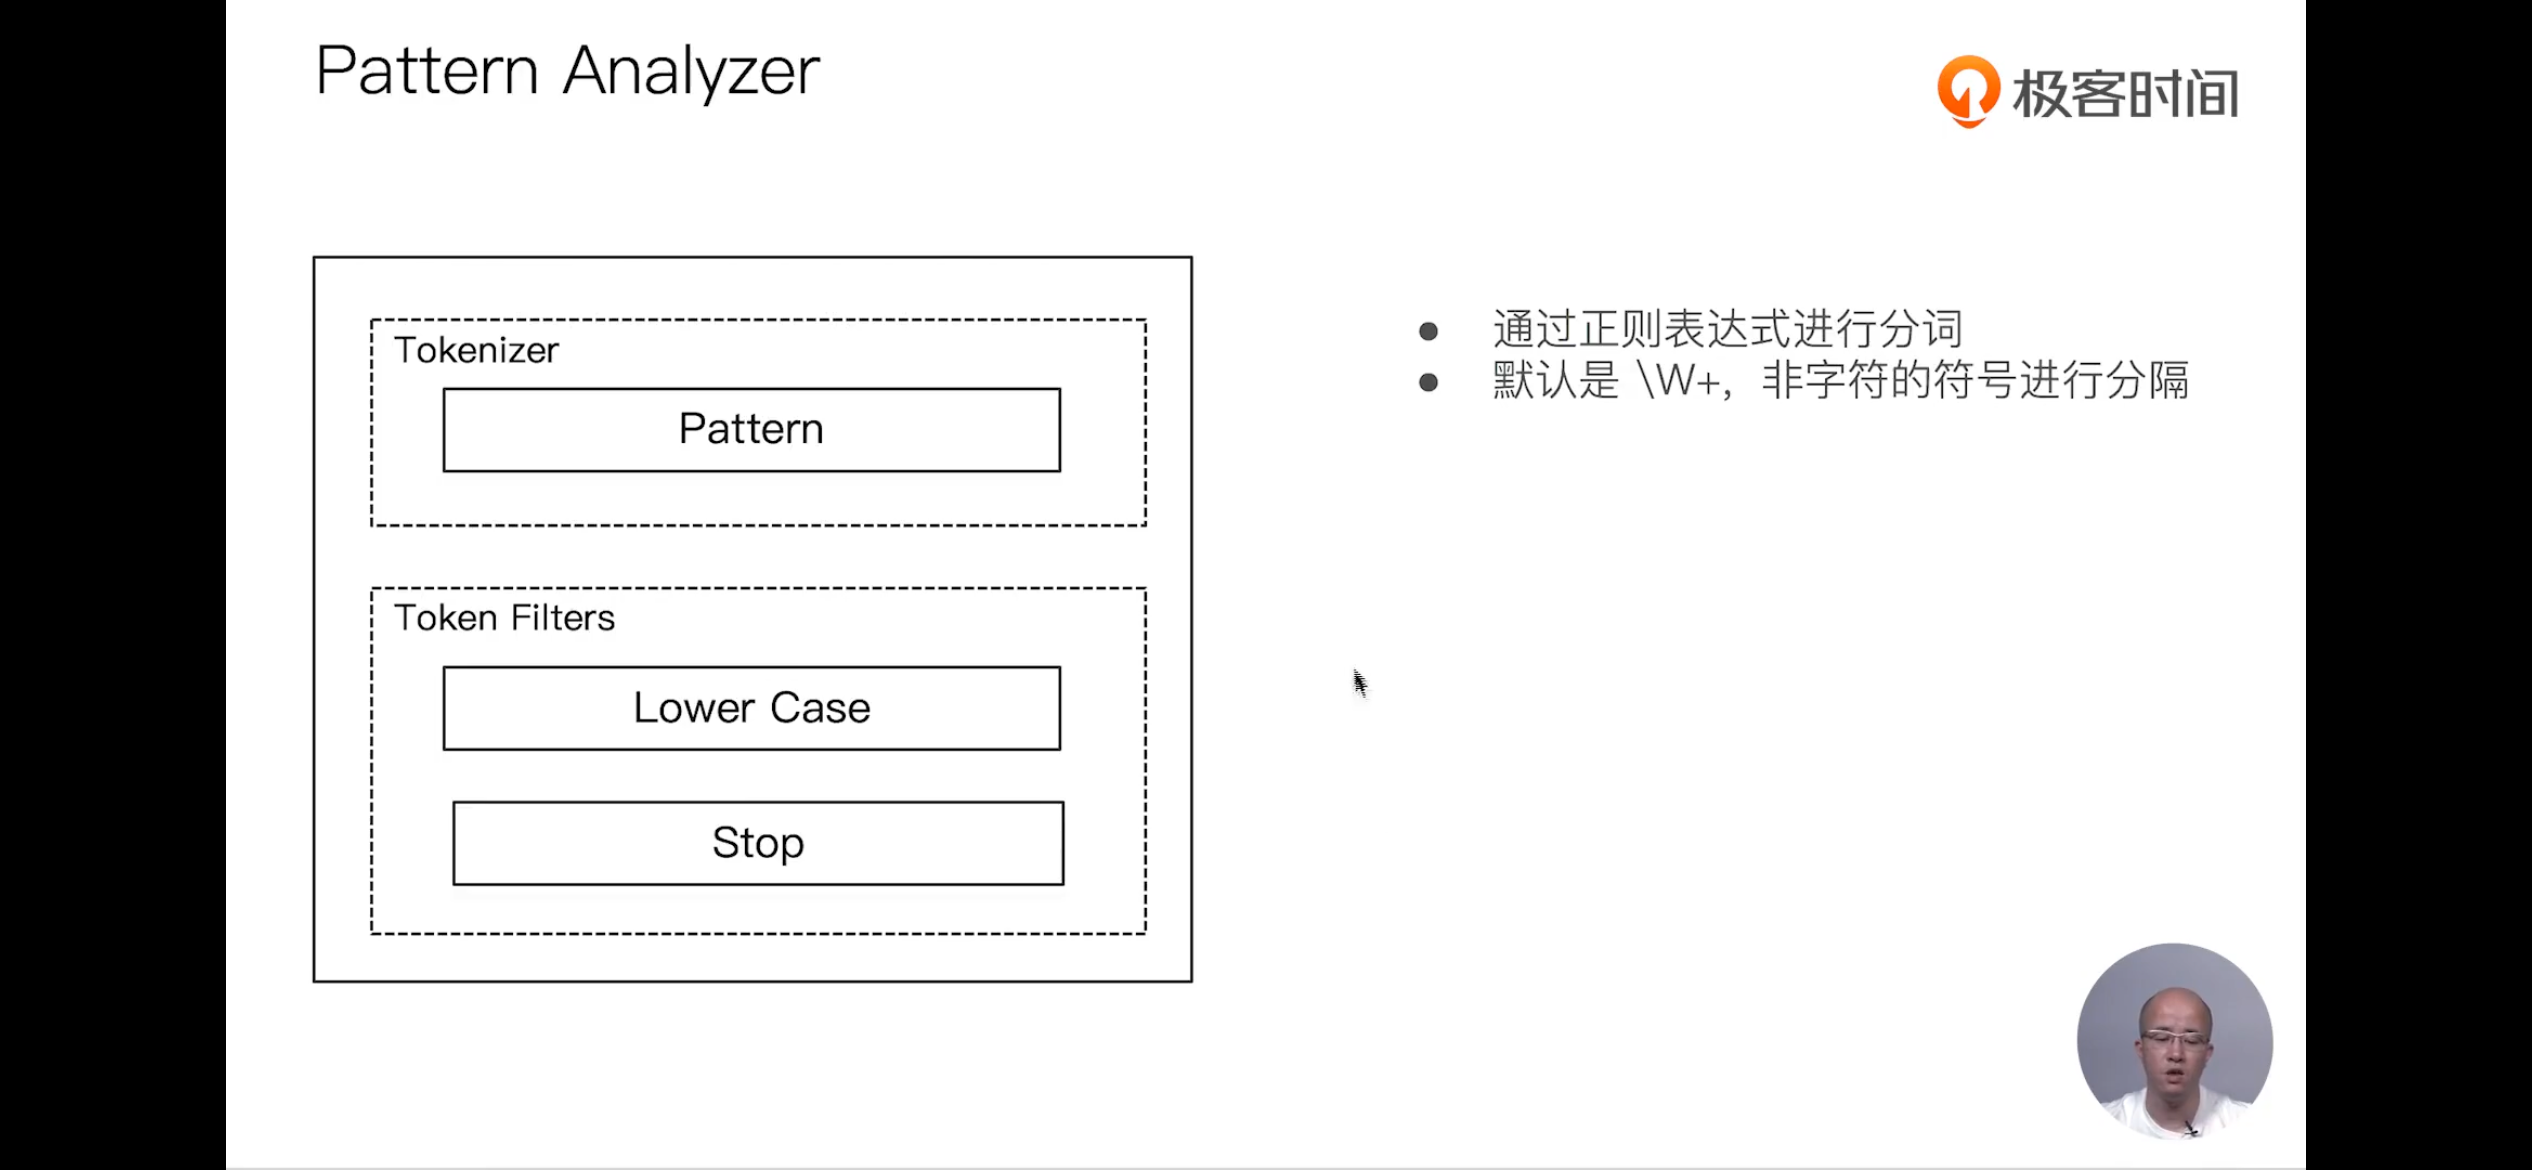 Pattern Analyzer
极客时间
Tokenizer
Pattern
Token Filters
Lower Case
Stop
● 通过正则表达式进行分词
● 默认是 \W+，非字符的符号进行分隔